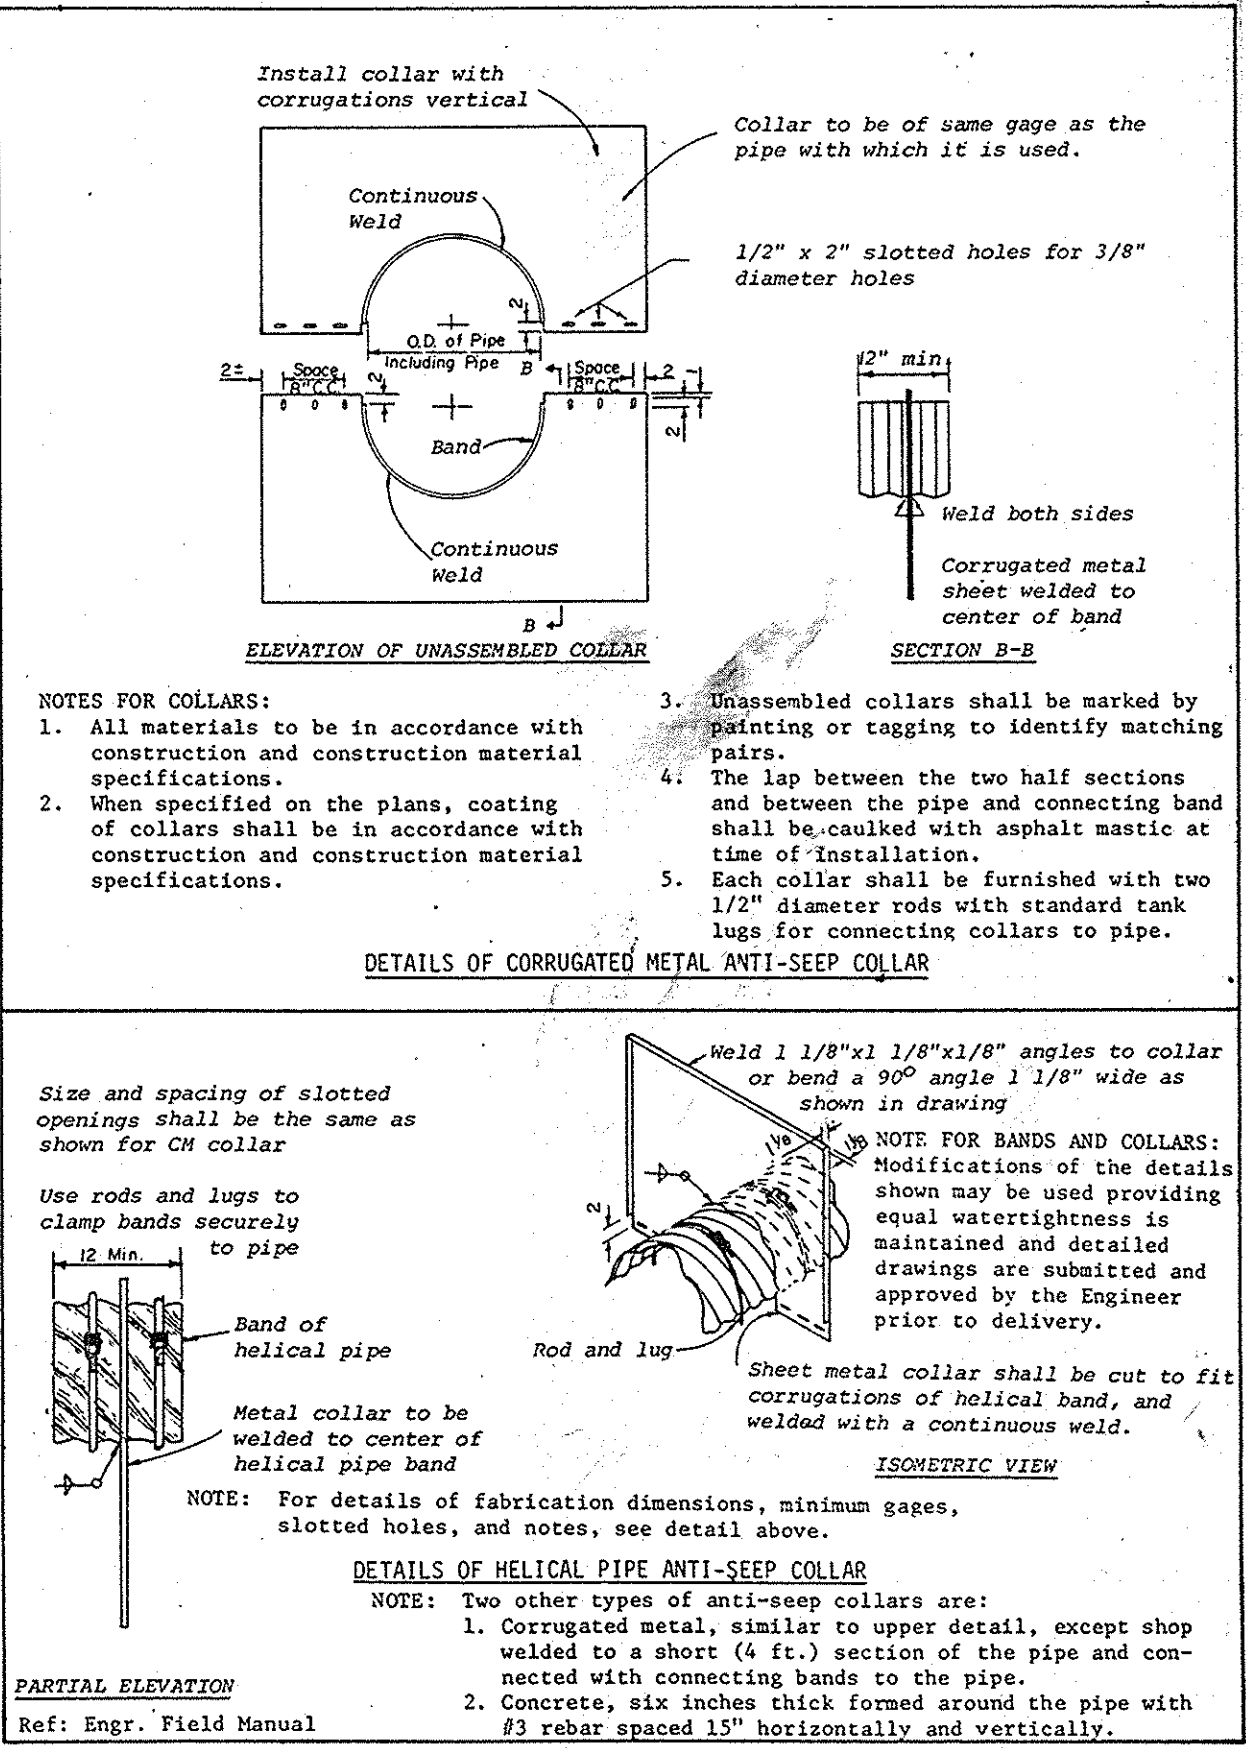 Install collar with
corrugations vertical
Collar to be of same gage as the
pipe with which it is used.
Continuous
Weld
1/2" x 2" slotted holes for 3/8"
diameter holes
2
O.D. of Pipe
Including Pipe
B
2±
Space
8" C.C.
2
Space
8" C.C.
2
1
2
Band
Continuous
Weld
B
ELEVATION OF UNASSEMBLED COLLAR
12" min.
Weld both sides
Corrugated metal
sheet welded to
center of band
SECTION B-B
NOTES FOR COLLARS:
1. All materials to be in accordance with
construction and construction material
specifications.
2. When specified on the plans, coating
of collars shall be in accordance with
construction and construction material
specifications.
3. Unassembled collars shall be marked by
painting or tagging to identify matching
pairs.
4. The lap between the two half sections
and between the pipe and connecting band
shall be caulked with asphalt mastic at
time of installation.
5. Each collar shall be furnished with two
1/2" diameter rods with standard tank
lugs for connecting collars to pipe.
DETAILS OF CORRUGATED METAL ANTI-SEEP COLLAR
Size and spacing of slotted
openings shall be the same as
shown for CM collar
Use rods and lugs to
clamp bands securely
to pipe
12 Min.
Band of
helical pipe
Metal collar to be
welded to center of
helical pipe band
Weld 1 1/8"x1 1/8"x1/8" angles to collar
or bend a 90° angle 1 1/8" wide as
shown in drawing
1 1/8
1 1/8
2
NOTE FOR BANDS AND COLLARS:
Modifications of the details
shown may be used providing
equal watertightness is
maintained and detailed
drawings are submitted and
approved by the Engineer
prior to delivery.
Rod and lug
Sheet metal collar shall be cut to fit
corrugations of helical band, and
welded with a continuous weld.
ISOMETRIC VIEW
NOTE: For details of fabrication dimensions, minimum gages,
slotted holes, and notes, see detail above.
DETAILS OF HELICAL PIPE ANTI-SEEP COLLAR
NOTE: Two other types of anti-seep collars are:
1. Corrugated metal, similar to upper detail, except shop
welded to a short (4 ft.) section of the pipe and con-
nected with connecting bands to the pipe.
2. Concrete, six inches thick formed around the pipe with
#3 rebar spaced 15" horizontally and vertically.
PARTIAL ELEVATION
Ref: Engr. Field Manual